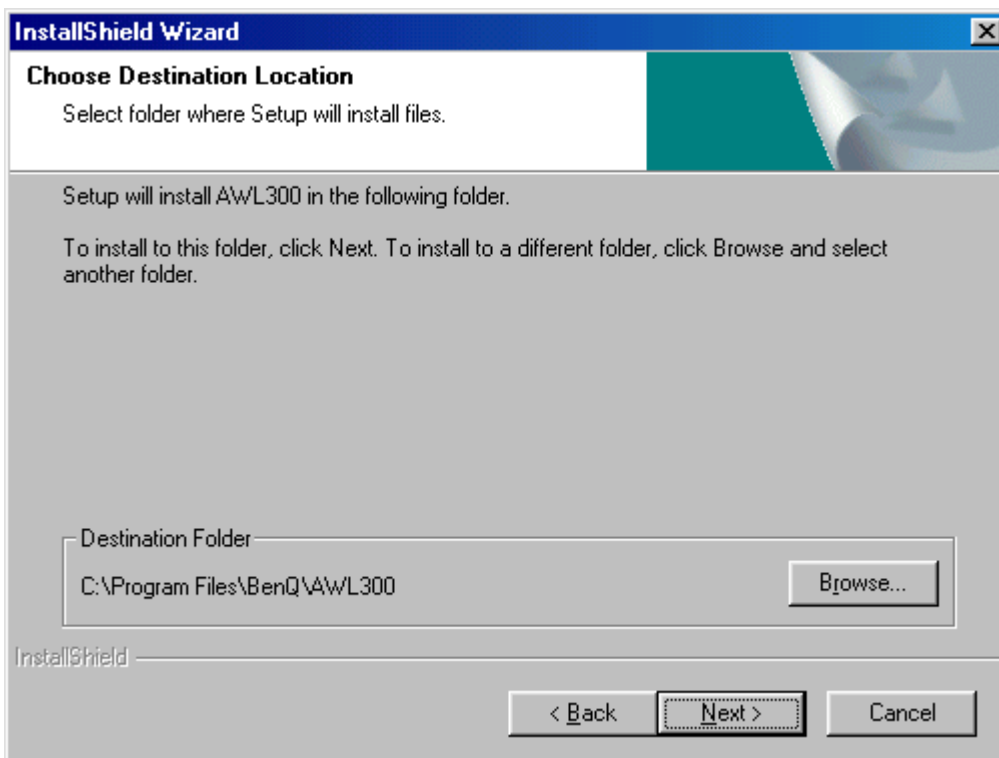 InstallShield Wizard
Choose Destination Location
Select folder where Setup will install files.
Setup will install AWL300 in the following folder.
To install to this folder, click Next. To install to a different folder, click Browse and select
another folder.
Destination Folder
C:\Program Files\BenQ\AWL300
Browse...
InstallShield
< Back
Next >
Cancel